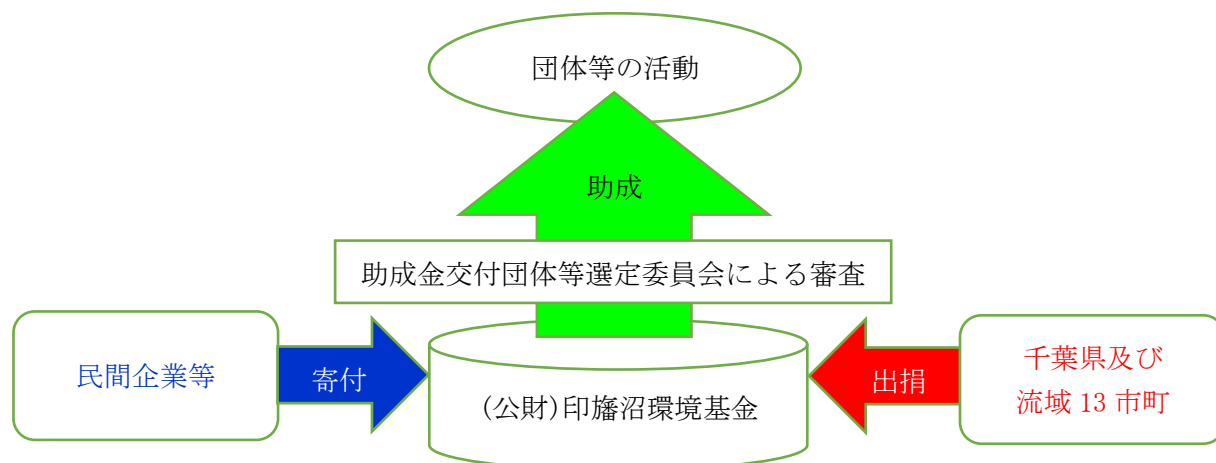 団体等の活動
助成
助成金交付団体等選定委員会による審査
民間企業等
寄付
(公財)印旛沼環境基金
出捐
千葉県及び
流域 13 市町